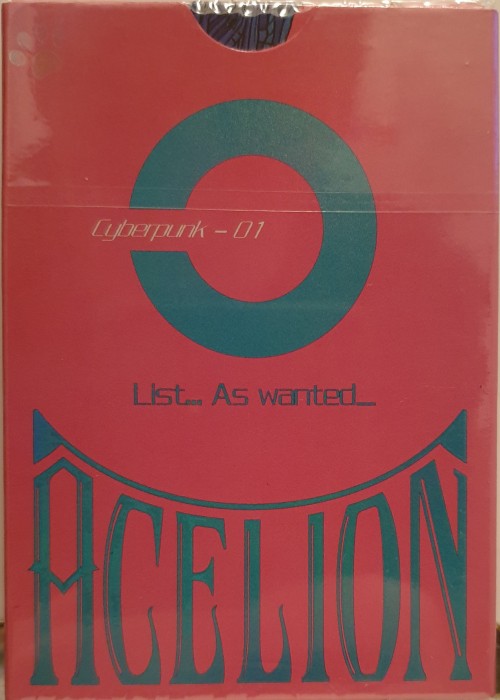 Cyberpunk - 01
List... As wanted...
ACELION